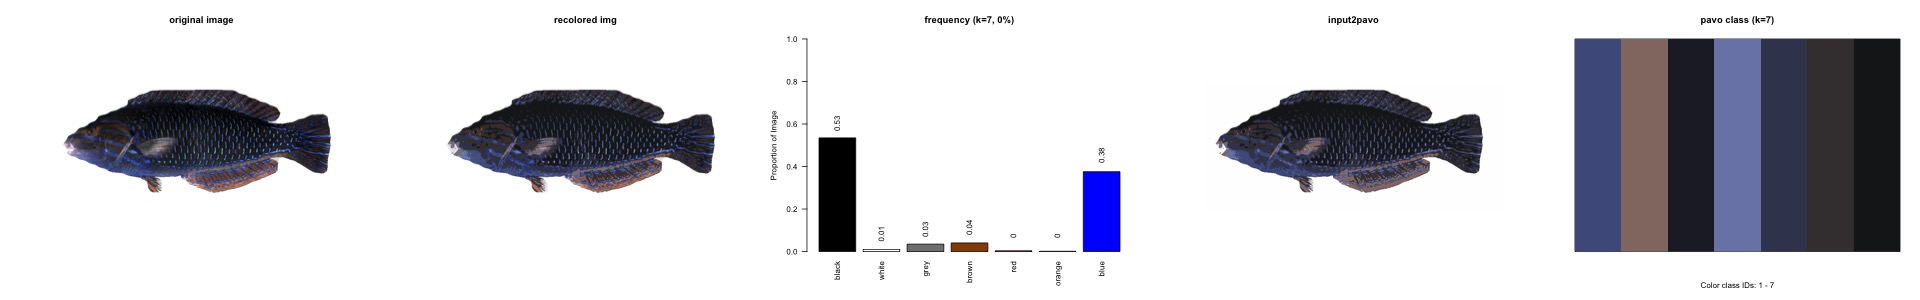 original image
recolored img
frequency (k=7, 0%)
input2pavo
pavo class (k=7)
Proportion of Image
1.0
0.8
0.6
0.4
0.2
0.0
0.53
0.01
0.03
0.04
0
0
0.38
black
white
grey
brown
red
orange
blue
Color class IDs: 1 - 7